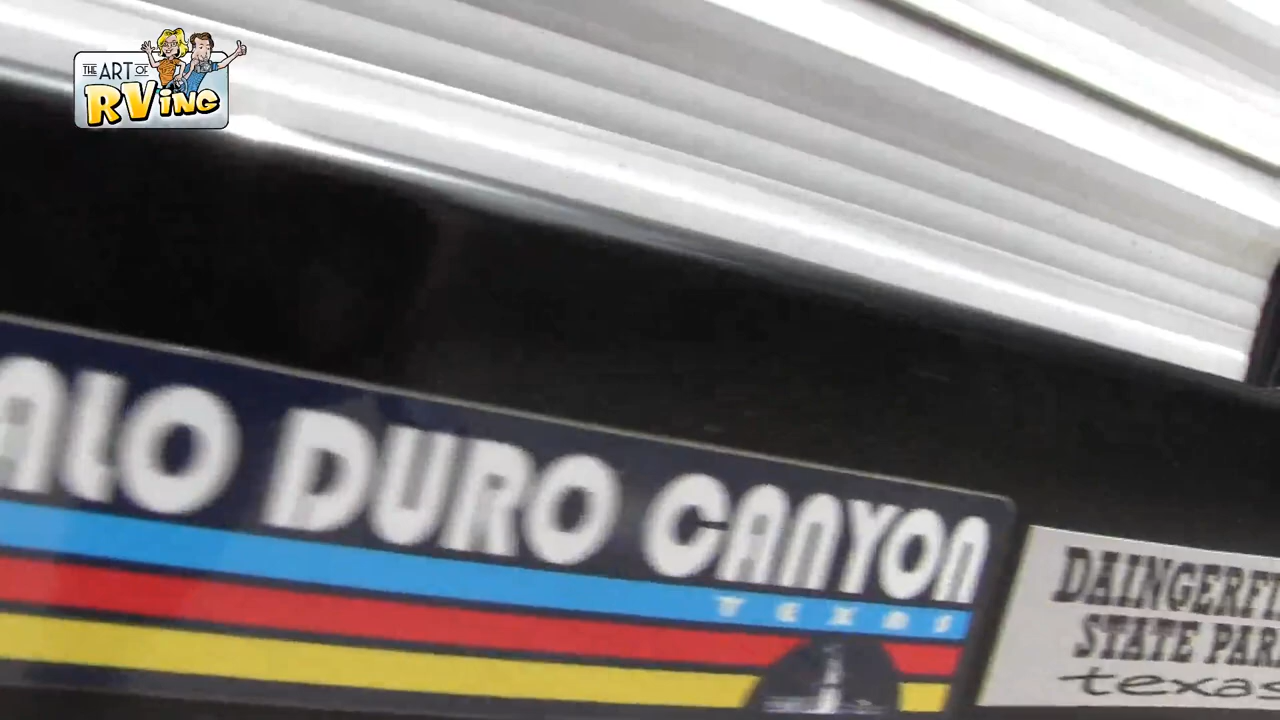 THE ART OF
RVING
ALO DURO CANYON
TEXAS
DAINGERFI
STATE PAR
texas